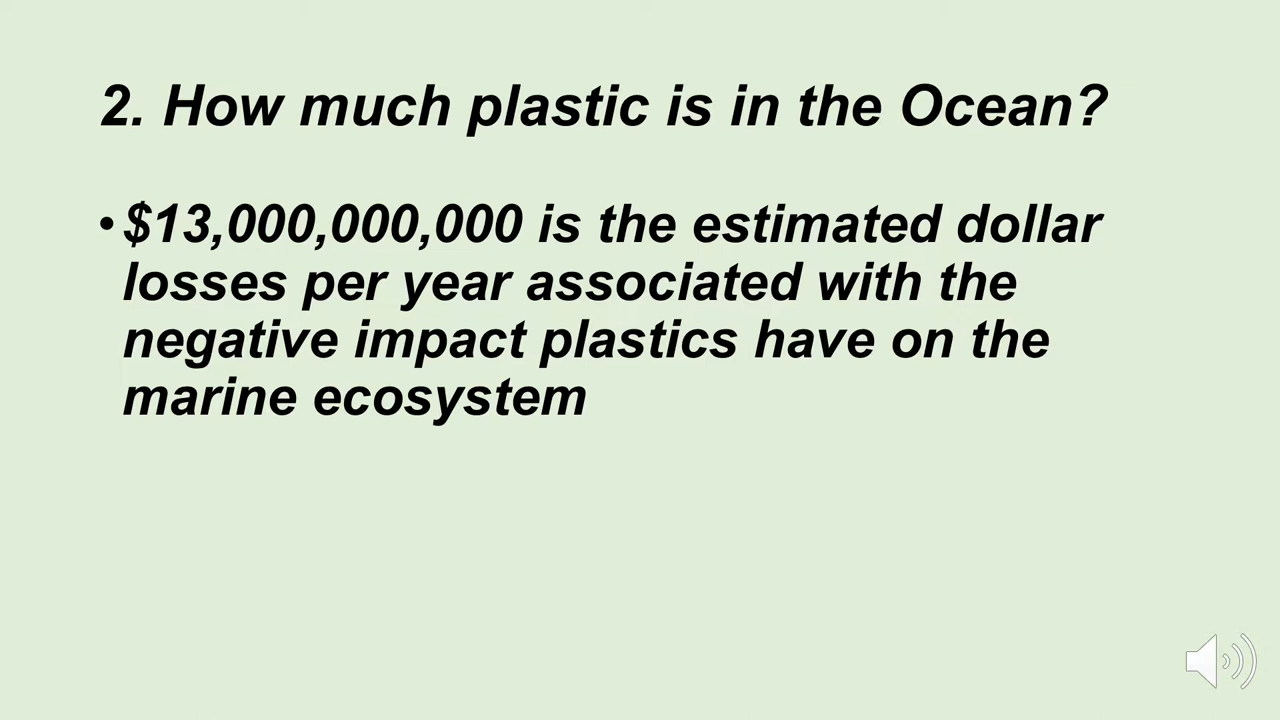 2. How much plastic is in the Ocean?
•$13,000,000,000 is the estimated dollar
losses per year associated with the
negative impact plastics have on the
marine ecosystem